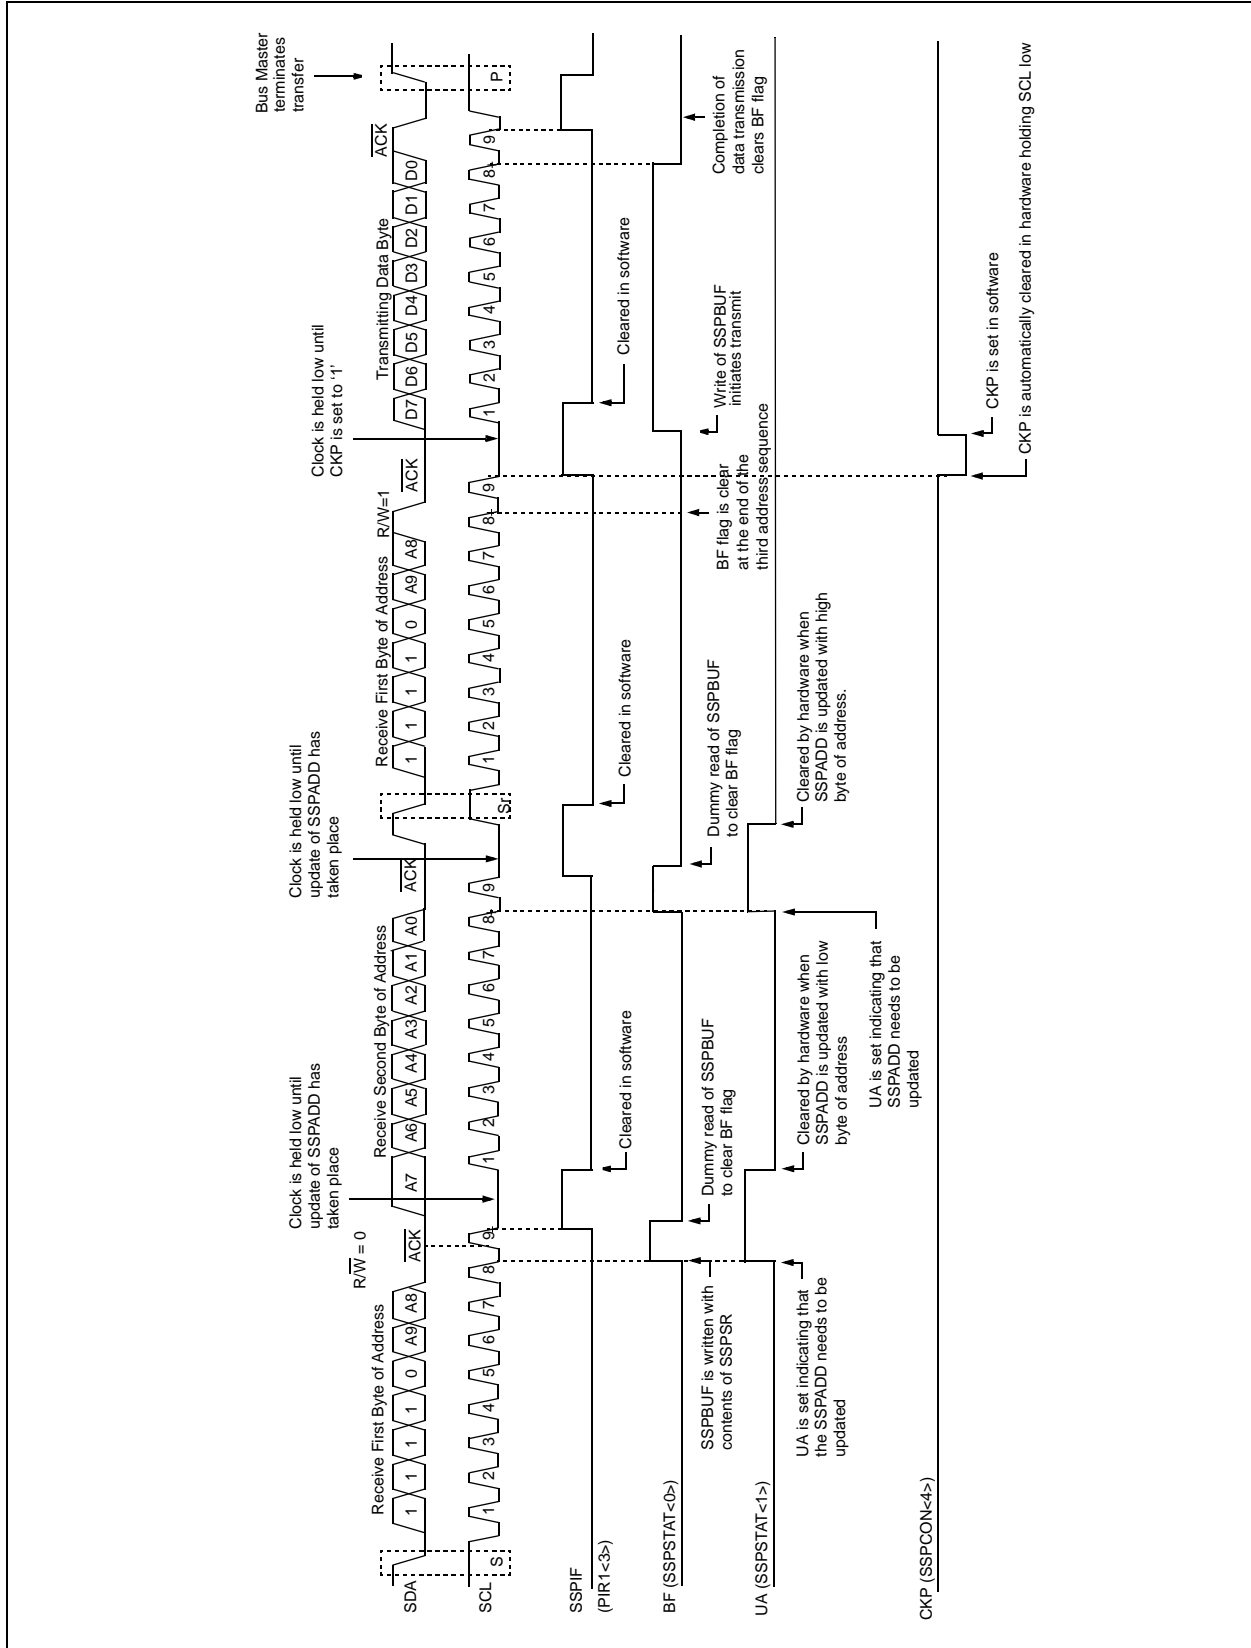 Bus Master
terminates
transfer
Clock is held low until
update of SSPADD has
taken place
Clock is held low until
update of SSPADD has
taken place
Clock is held low until
CKP is set to ‘1’
R/W = 0
R/W=1
Receive First Byte of Address
ACK
Receive Second Byte of Address
ACK
Receive First Byte of Address
ACK
Transmitting Data Byte
ACK
SDA
1 1 1 1 0 A9 A8
A7 A6 A5 A4 A3 A2 A1 A0
1 1 1 1 0 A9 A8
D7 D6 D5 D4 D3 D2 D1 D0
SCL
S
1 2 3 4 5 6 7 8 9
1 2 3 4 5 6 7 8 9
Sr
1 2 3 4 5 6 7 8 9
1 2 3 4 5 6 7 8 9
P
SSPIF
(PIR1<3>)
Cleared in software
Cleared in software
Cleared in software
BF (SSPSTAT<0>)
SSPBUF is written with
contents of SSPSR
Dummy read of SSPBUF
to clear BF flag
Dummy read of SSPBUF
to clear BF flag
BF flag is clear
at the end of the
third address sequence
Write of SSPBUF
initiates transmit
Completion of
data transmission
clears BF flag
UA (SSPSTAT<1>)
UA is set indicating that
the SSPADD needs to be
updated
Cleared by hardware when
SSPADD is updated with low
byte of address
UA is set indicating that
SSPADD needs to be
updated
Cleared by hardware when
SSPADD is updated with high
byte of address.
CKP (SSPCON<4>)
CKP is set in software
CKP is automatically cleared in hardware holding SCL low